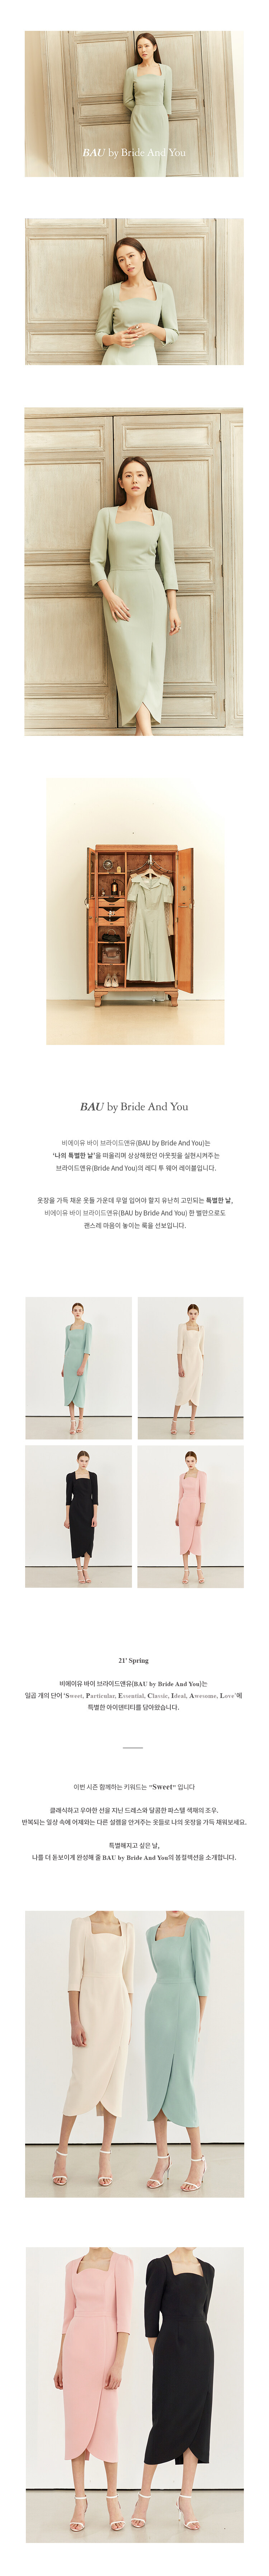 BAU by Bride And You
BAU by Bride And You
비에이유 바이 브라이드앤유(BAU by Bride And You)는
‘나의 특별한 날’을 떠올리며 상상해왔던 아웃핏을 실현시켜주는
브라이드앤유(Bride And You)의 레디 투 웨어 레이블입니다.
옷장을 가득 채운 옷들 가운데 무얼 입어야 할지 유난히 고민되는 특별한 날,
비에이유 바이 브라이드앤유(BAU by Bride And You) 한 벌만으로도
괜스레 마음이 놓이는 룩을 선보입니다.
21' Spring
비에이유 바이 브라이드앤유(BAU by Bride And You)는
일곱 개의 단어 'Sweet, Particular, Essential, Classic, Ideal, Awesome, Love'에
특별한 아이덴티티를 담아왔습니다.
이번 시즌 함께하는 키워드는 "Sweet" 입니다
클래식하고 우아한 선을 지닌 드레스와 달콤한 파스텔 색채의 조우.
반복되는 일상 속에 어제와는 다른 설렘을 안겨주는 옷들로 나의 옷장을 가득 채워보세요.
특별해지고 싶은 날,
나를 더 돋보이게 완성해 줄 BAU by Bride And You의 봄컬렉션을 소개합니다.